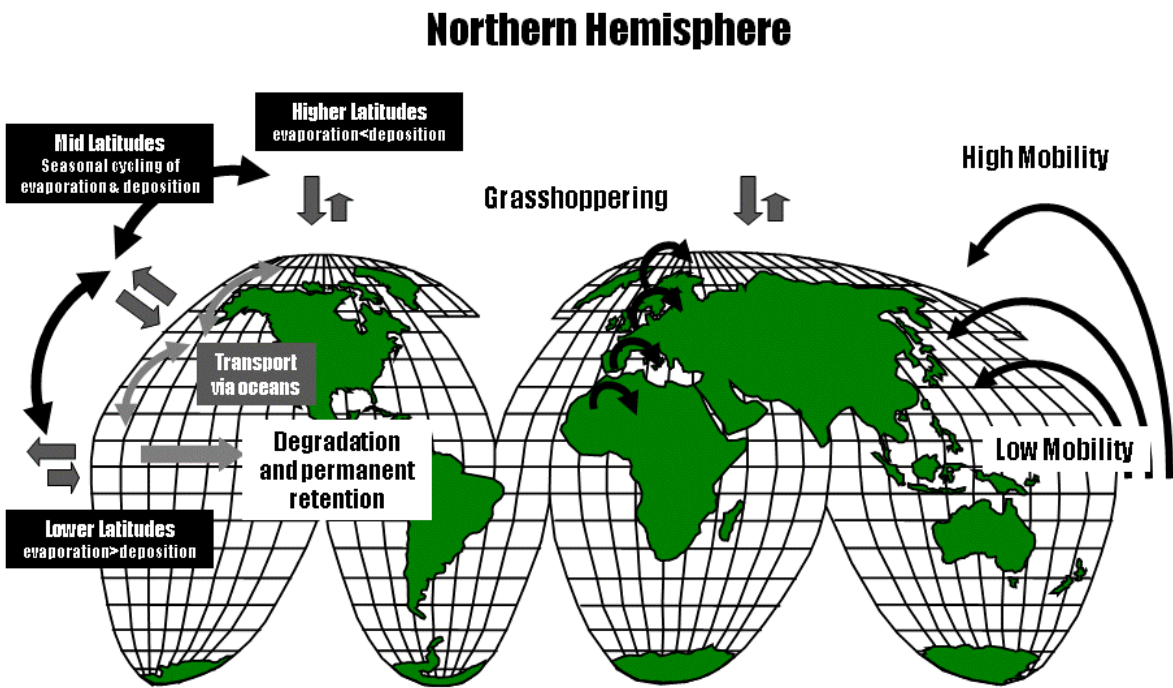 Northern Hemisphere
Higher Latitudes
evaporation<deposition
Mid Latitudes
Seasonal cycling of
evaporation & deposition
High Mobility
Grasshoppering
Transport
via oceans
Degradation
and permanent
retention
Low Mobility
Lower Latitudes
evaporation>deposition